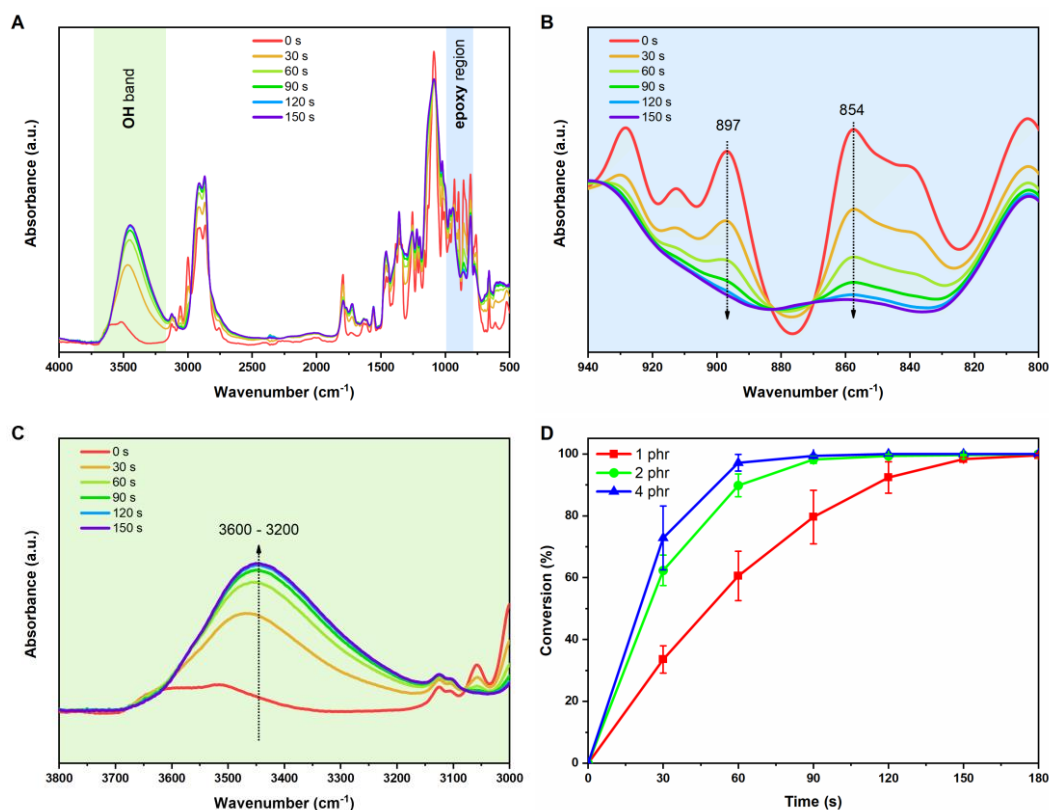 A
OH band
epoxy region
0 s
30 s
60 s
90 s
120 s
150 s
Absorbance (a.u.)
4000 3500 3000 2500 2000 1500 1000 500
Wavenumber (cm⁻¹)
B
0 s
30 s
60 s
90 s
120 s
150 s
897
854
Absorbance (a.u.)
940 920 900 880 860 840 820 800
Wavenumber (cm⁻¹)
C
0 s
30 s
60 s
90 s
120 s
150 s
3600 - 3200
Absorbance (a.u.)
3800 3700 3600 3500 3400 3300 3200 3100 3000
Wavenumber (cm⁻¹)
D
1 phr
2 phr
4 phr
100
80
60
40
20
0
Conversion (%)
0 30 60 90 120 150 180
Time (s)